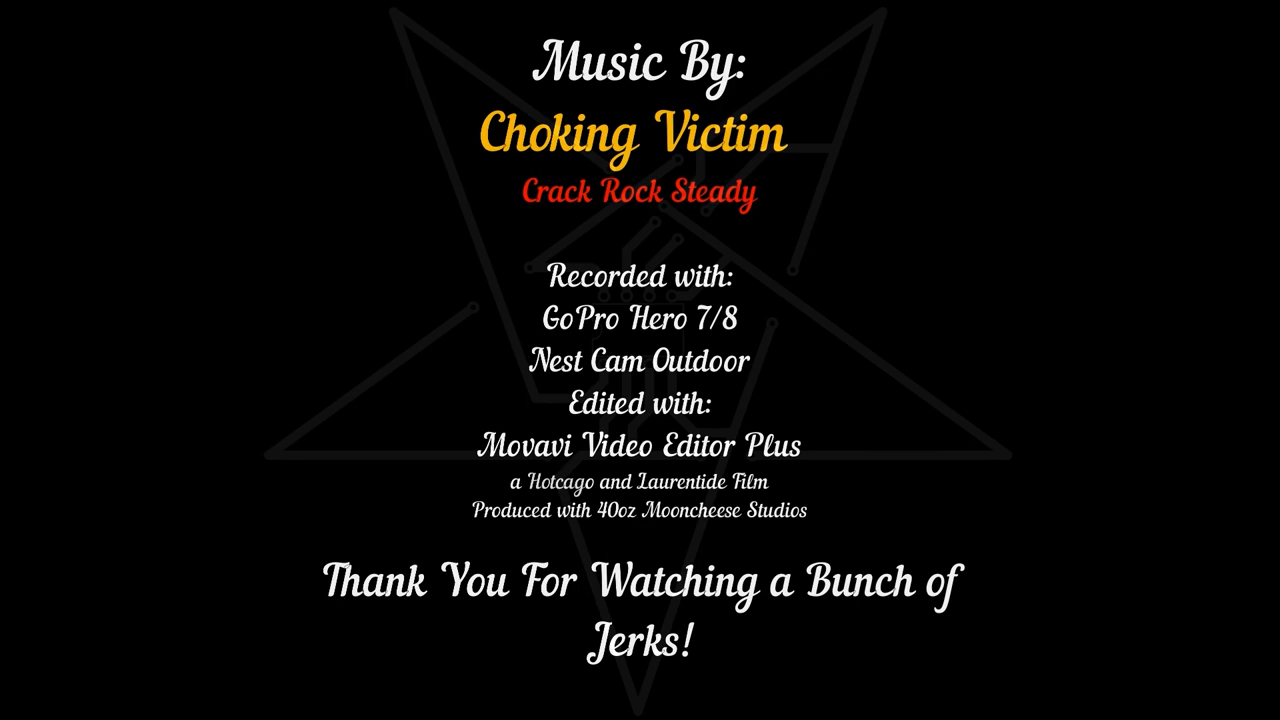 Music By:
Choking Victim
Crack Rock Steady
Recorded with:
GoPro Hero 7/8
Nest Cam Outdoor
Edited with:
Movavi Video Editor Plus
a Hotcago and Laurentide Film
Produced with 40oz Mooncheese Studios
Thank You For Watching a Bunch of
Jerks!